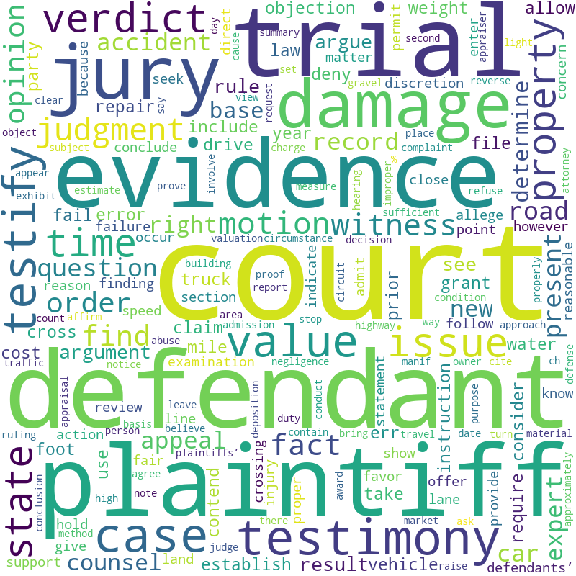 verdict
trial
jury
evidence
court
defendant
plaintiff
damage
property
opinion
testify
judgment
motion
witness
value
issue
time
question
order
find
case
testimony
state
fact
appeal
counsel
expert
road
record
right
new
present
accident
party
because
repair
seek
rule
base
include
conclude
drive
year
deny
argue
law
matter
objection
weight
discretion
permit
allow
enter
appraiser
second
light
reverse
concern
determine
file
day
cause
direct
summary
set
say
request
view
gravel
clear
object
subject
appear
exhibit
estimate
prove
involve
charge
measure
place
complaint
close
refuse
attorney
fail
error
failure
occur
allege
point
however
reasonable
hearing
improper
sufficient
reason
finding
building
valuation
circumstance
decision
truck
section
indicate
proof
report
circuit
admit
prior
see
grant
condition
properly
count
affirm
cross
speed
claim
area
admission
stop
highway
follow
way
approach
water
cost
argument
abuse
mile
examination
negligence
manif
owner
cite
ch
defense
traffic
notice
appraisal
review
leave
believe
line
deposition
duty
conduct
statement
instruction
purpose
consider
know
ruling
action
basis
person
plaintiffs'
contain
bring
err
travel
date
turn
material
approximately
foot
use
agree
fair
contend
injury
crossing
favor
show
take
offer
lane
provide
require
conclusion
high
note
hold
method
give
support
land
judge
proper
there
establish
award
market
result
vehicle
ask
raise
car
defendants'